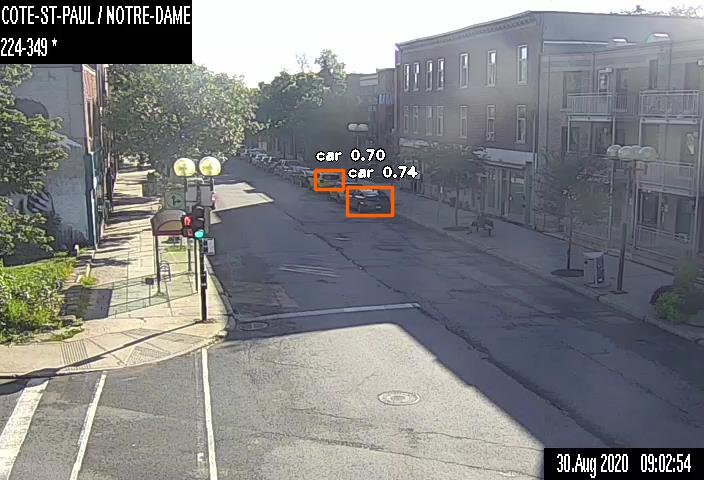 COTE-ST-PAUL / NOTRE-DAME
224-349 *
car 0.70
car 0.74
30.Aug 2020 09:02:54